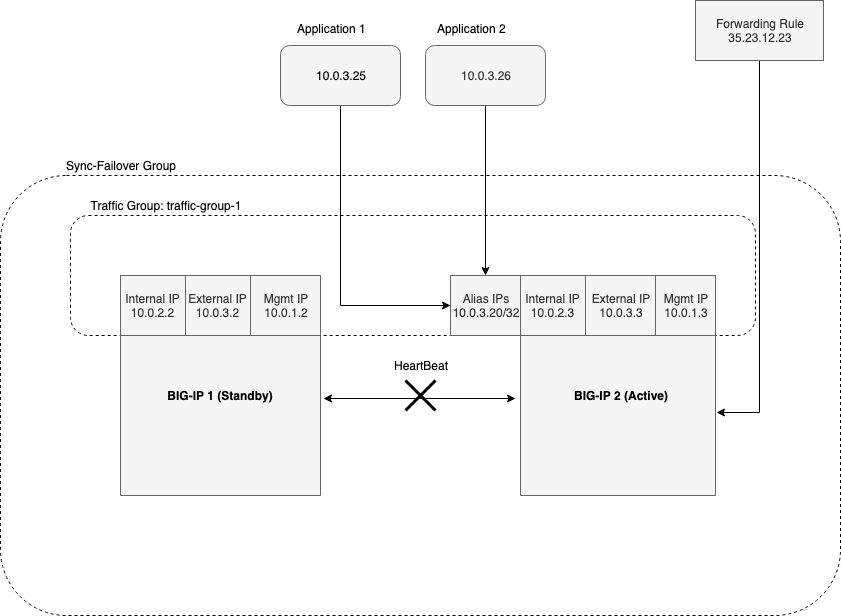 Application 1
Application 2
Forwarding Rule
35.23.12.23
10.0.3.25
10.0.3.26
Sync-Failover Group
Traffic Group: traffic-group-1
Internal IP
10.0.2.2
External IP
10.0.3.2
Mgmt IP
10.0.1.2
Alias IPs
10.0.3.20/32
Internal IP
10.0.2.3
External IP
10.0.3.3
Mgmt IP
10.0.1.3
HeartBeat
BIG-IP 1 (Standby)
BIG-IP 2 (Active)